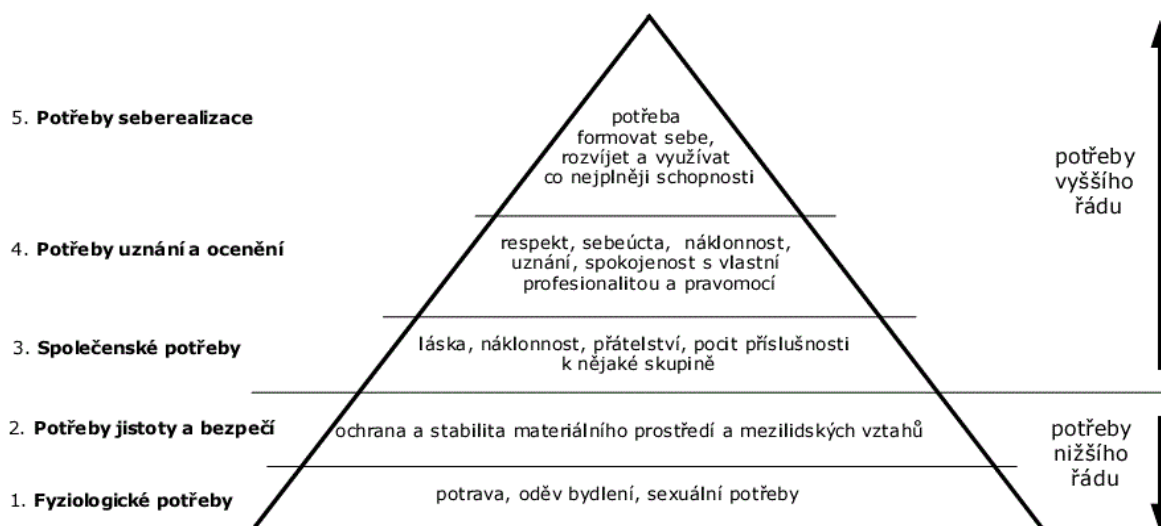 5. Potřeby seberealizace
potřeba
formovat sebe,
rozvíjet a využívat
co nejplněji schopnosti
potřeby
vyššího
řádu
4. Potřeby uznání a ocenění
respekt, sebeúcta, náklonnost,
uznání, spokojenost s vlastní
profesionalitou a pravomocí
3. Společenské potřeby
láska, náklonnost, přátelství, pocit příslušnosti
k nějaké skupině
2. Potřeby jistoty a bezpečí
ochrana a stabilita materiálního prostředí a mezilidských vztahů
potřeby
nižšího
řádu
1. Fyziologické potřeby
potrava, oděv bydlení, sexuální potřeby